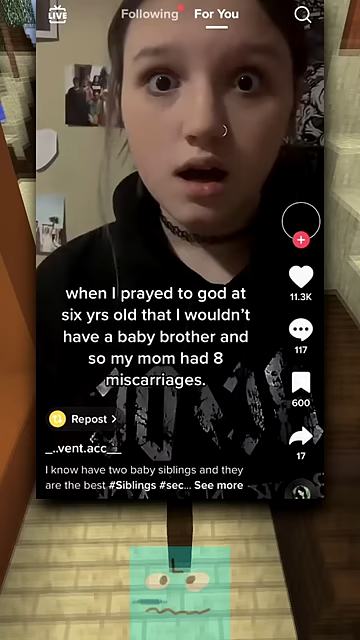 LIVE
Following For You
when I prayed to god at
six yrs old that I wouldn't
have a baby brother and
so my mom had 8
miscarriages.
11.3K
117
600
17
Repost >
_..vent.acc__
I know have two baby siblings and they
are the best #Siblings #sec... See more